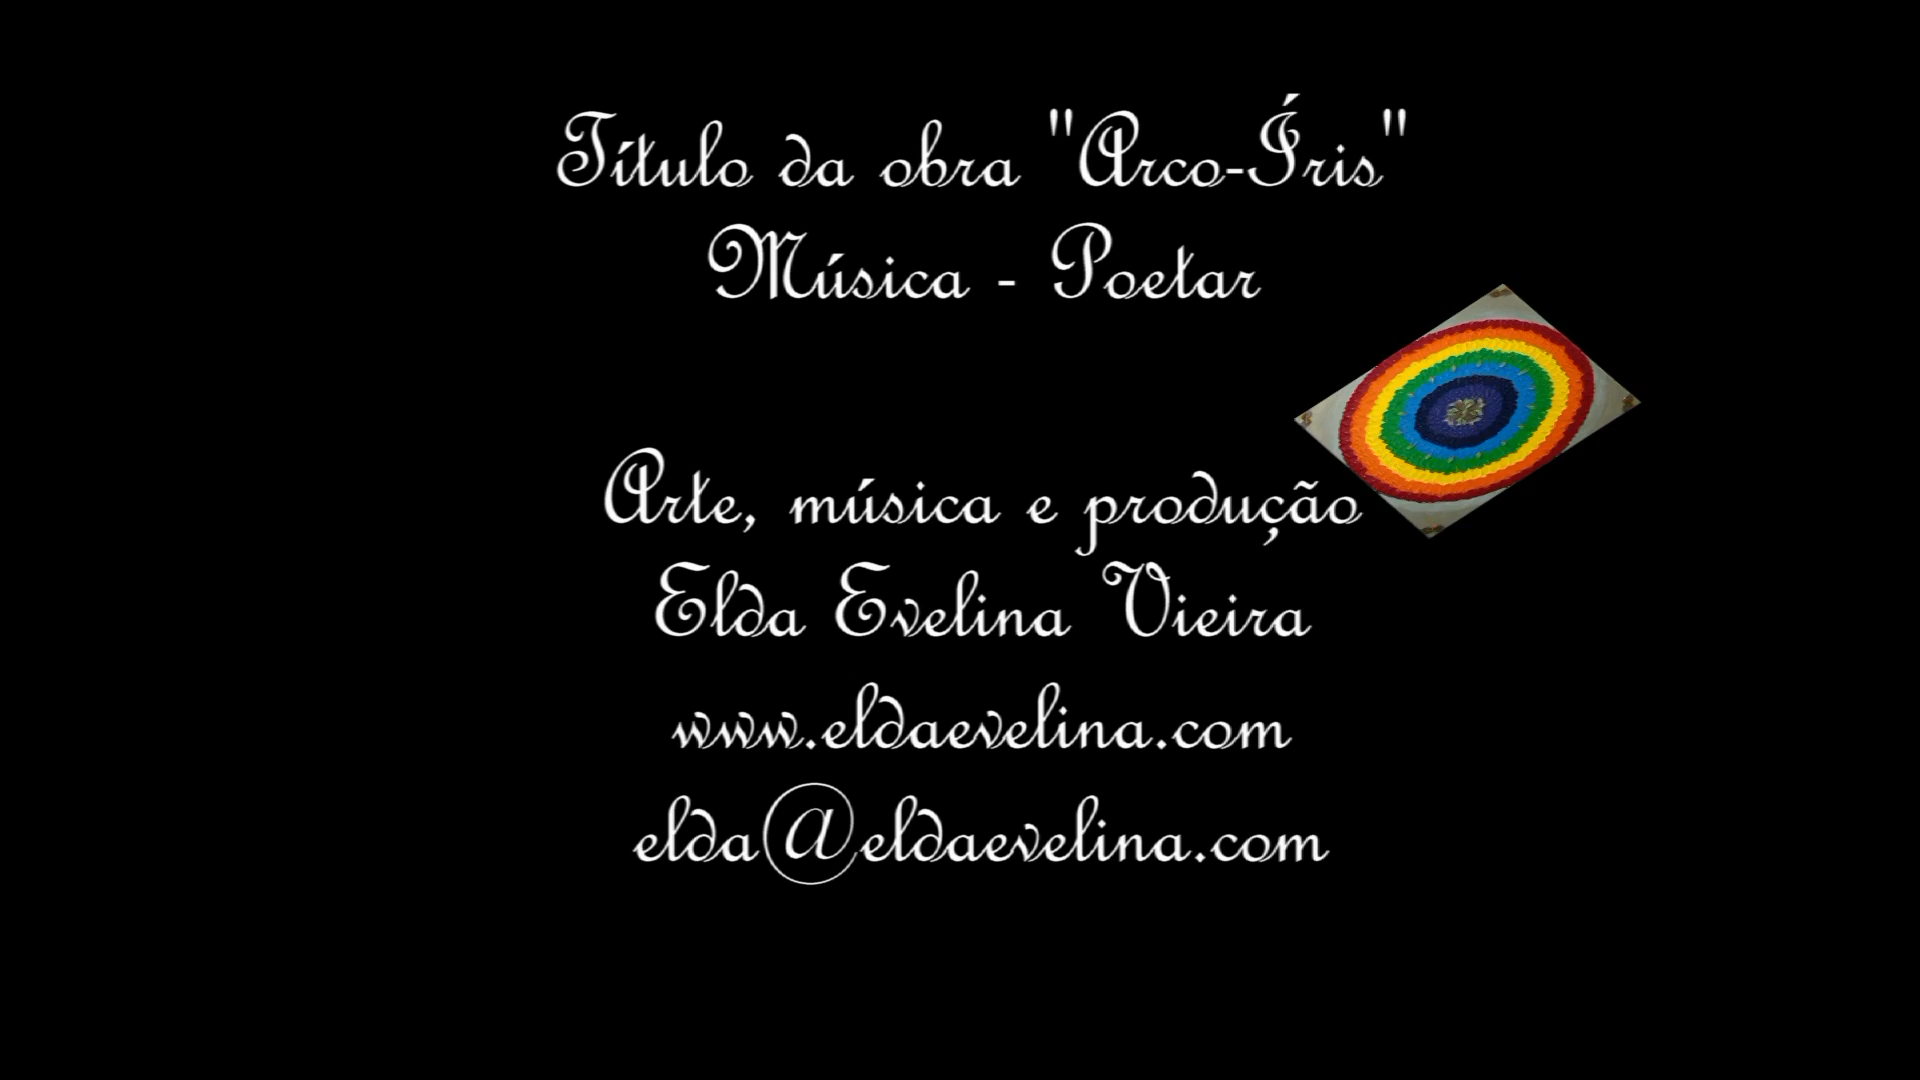 Título da obra "Arco-Íris"
Música - Poetar
Arte, música e produção
Elda Evelina Vieira
www.eldaevelina.com
elda@eldaevelina.com